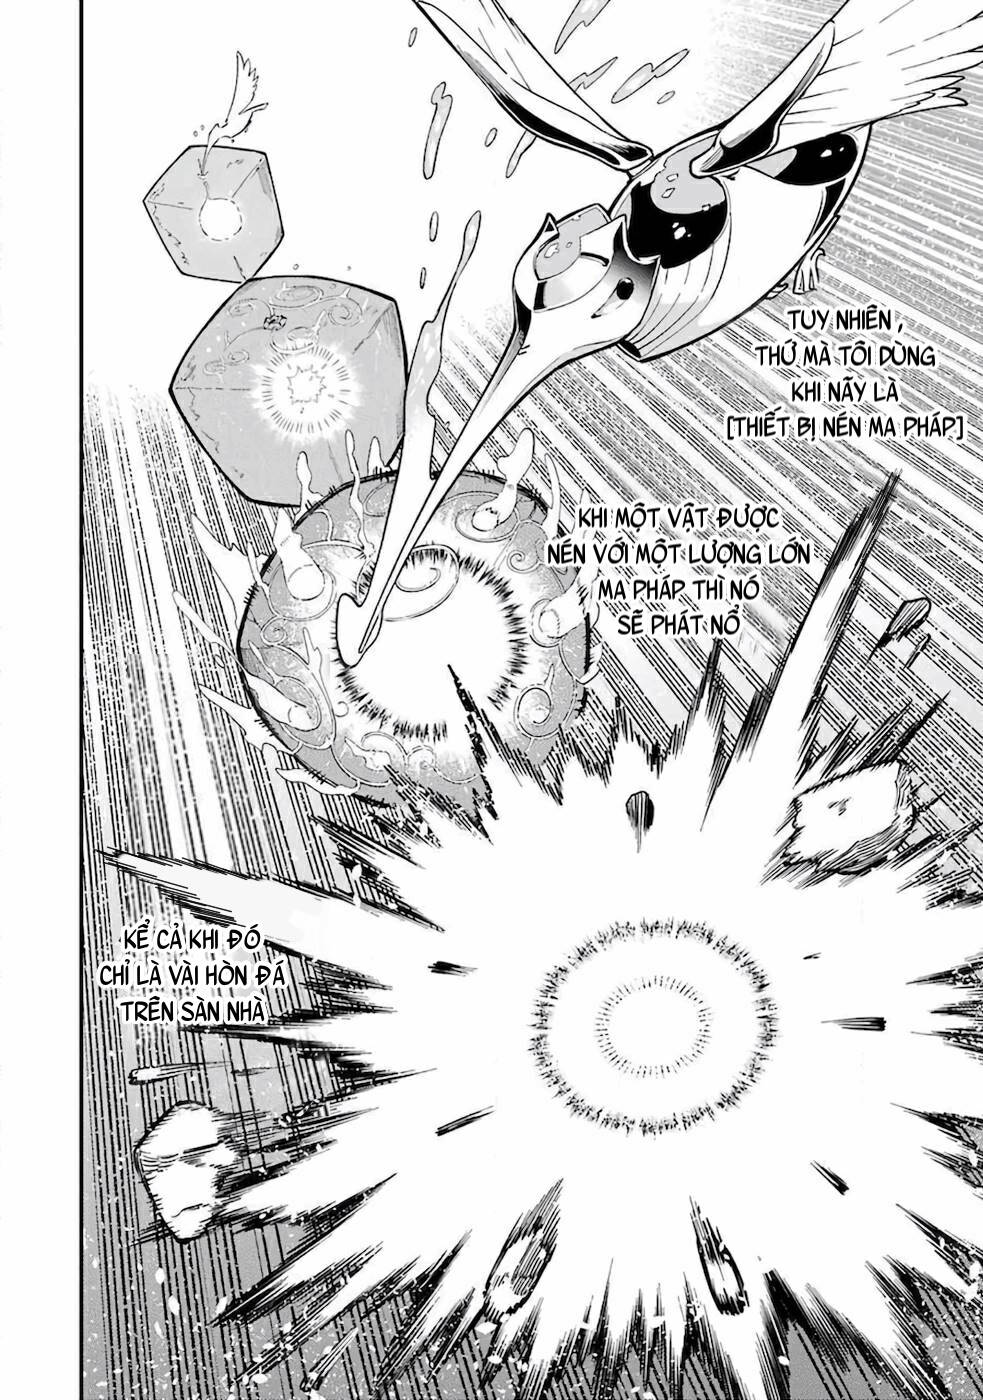 TUY NHIÊN ,
THỨ MÀ TÔI DÙNG
KHI NÃY LÀ
[THIẾT BỊ NÉN MA PHÁP]
KHI MỘT VẬT ĐƯỢC
NÉN VỚI MỘT LƯỢNG LỚN
MA PHÁP THÌ NÓ
SẼ PHÁT NỔ
KỂ CẢ KHI ĐÓ
CHỈ LÀ VÀI HÒN ĐÁ
TRÊN SÀN NHÀ